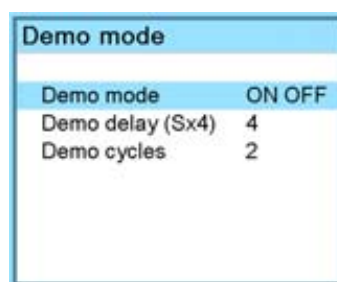 Demo mode
Demo mode ON OFF
Demo delay (Sx4) 4
Demo cycles 2